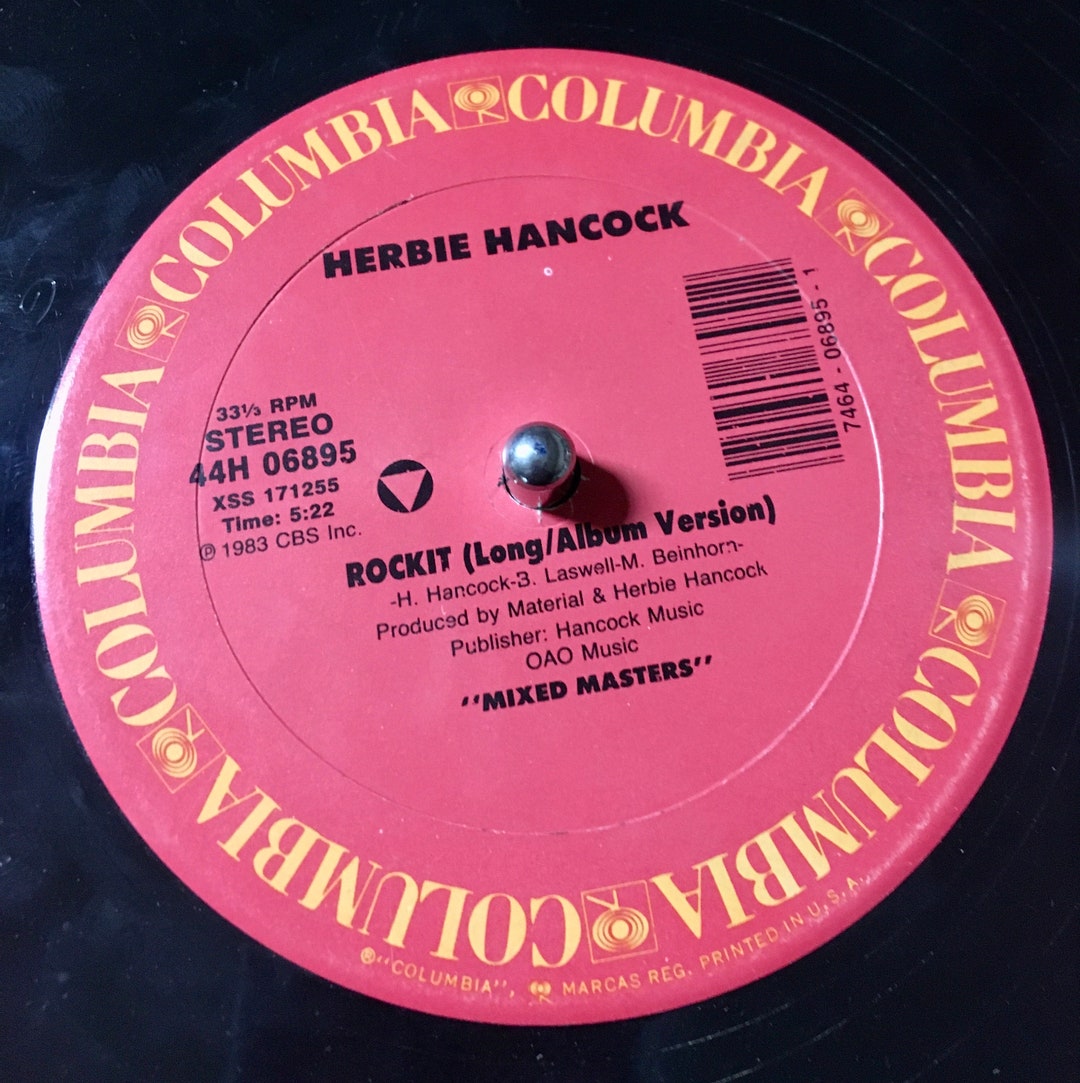 COLUMBIA COLUMBIA COLUMBIA COLUMBIA COLUMBIA COLUMBIA COLUMBIA COLUMBIA
HERBIE HANCOCK
7464 - 06895 - 1
33⅓ RPM
STEREO
44H 06895
XSS 171255
Time: 5:22
℗ 1983 CBS Inc.
ROCKIT (Long/Album Version)
-H. Hancock-B. Laswell-M. Beinhorn-
Produced by Material & Herbie Hancock
Publisher: Hancock Music
OAO Music
"MIXED MASTERS"
®"COLUMBIA", MARCAS REG. PRINTED IN U.S.A.